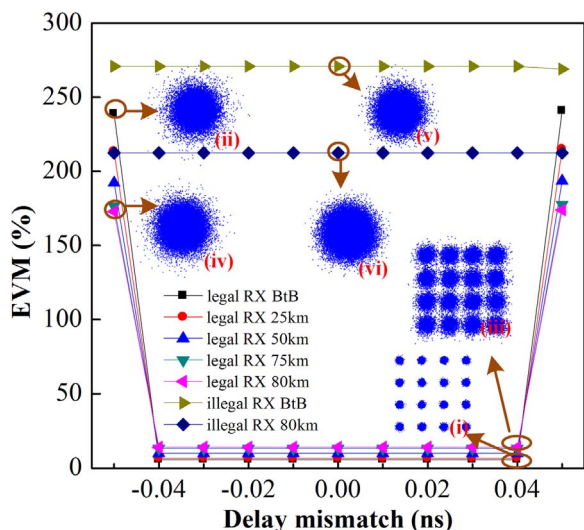 300
250
200
150
100
50
0
EVM (%)
(ii)
(v)
(iv)
(vi)
(iii)
(i)
legal RX BtB
legal RX 25km
legal RX 50km
legal RX 75km
legal RX 80km
illegal RX BtB
illegal RX 80km
-0.04
-0.02
0.00
0.02
0.04
Delay mismatch (ns)